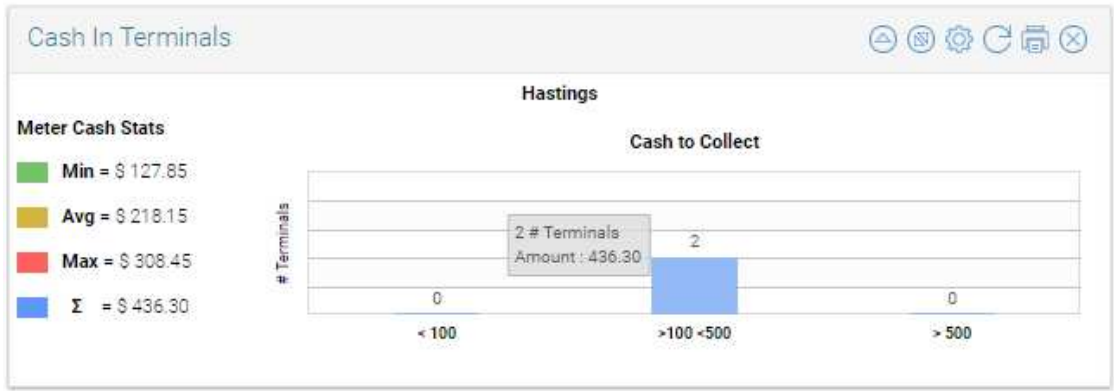 Cash In Terminals
Hastings
Meter Cash Stats
Min = $ 127.85
Avg = $ 218.15
Max = $ 308.45
Σ = $ 436.30
Cash to Collect
# Terminals
2 # Terminals
Amount : 436.30
2
0
0
< 100
>100 <500
> 500